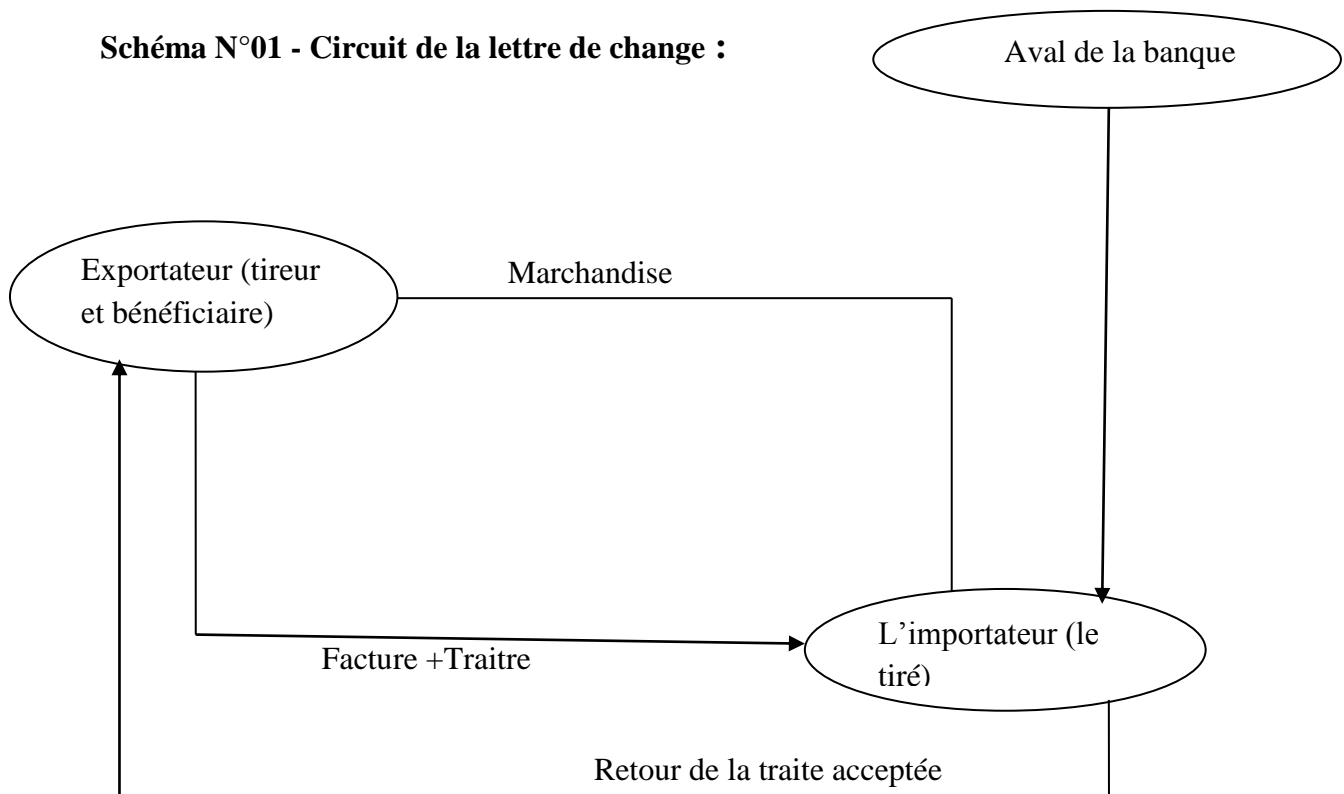 Schéma N°01 - Circuit de la lettre de change :
Aval de la banque
Exportateur (tireur
et bénéficiaire)
Marchandise
Facture +Traitre
L’importateur (le
tiré)
Retour de la traite acceptée